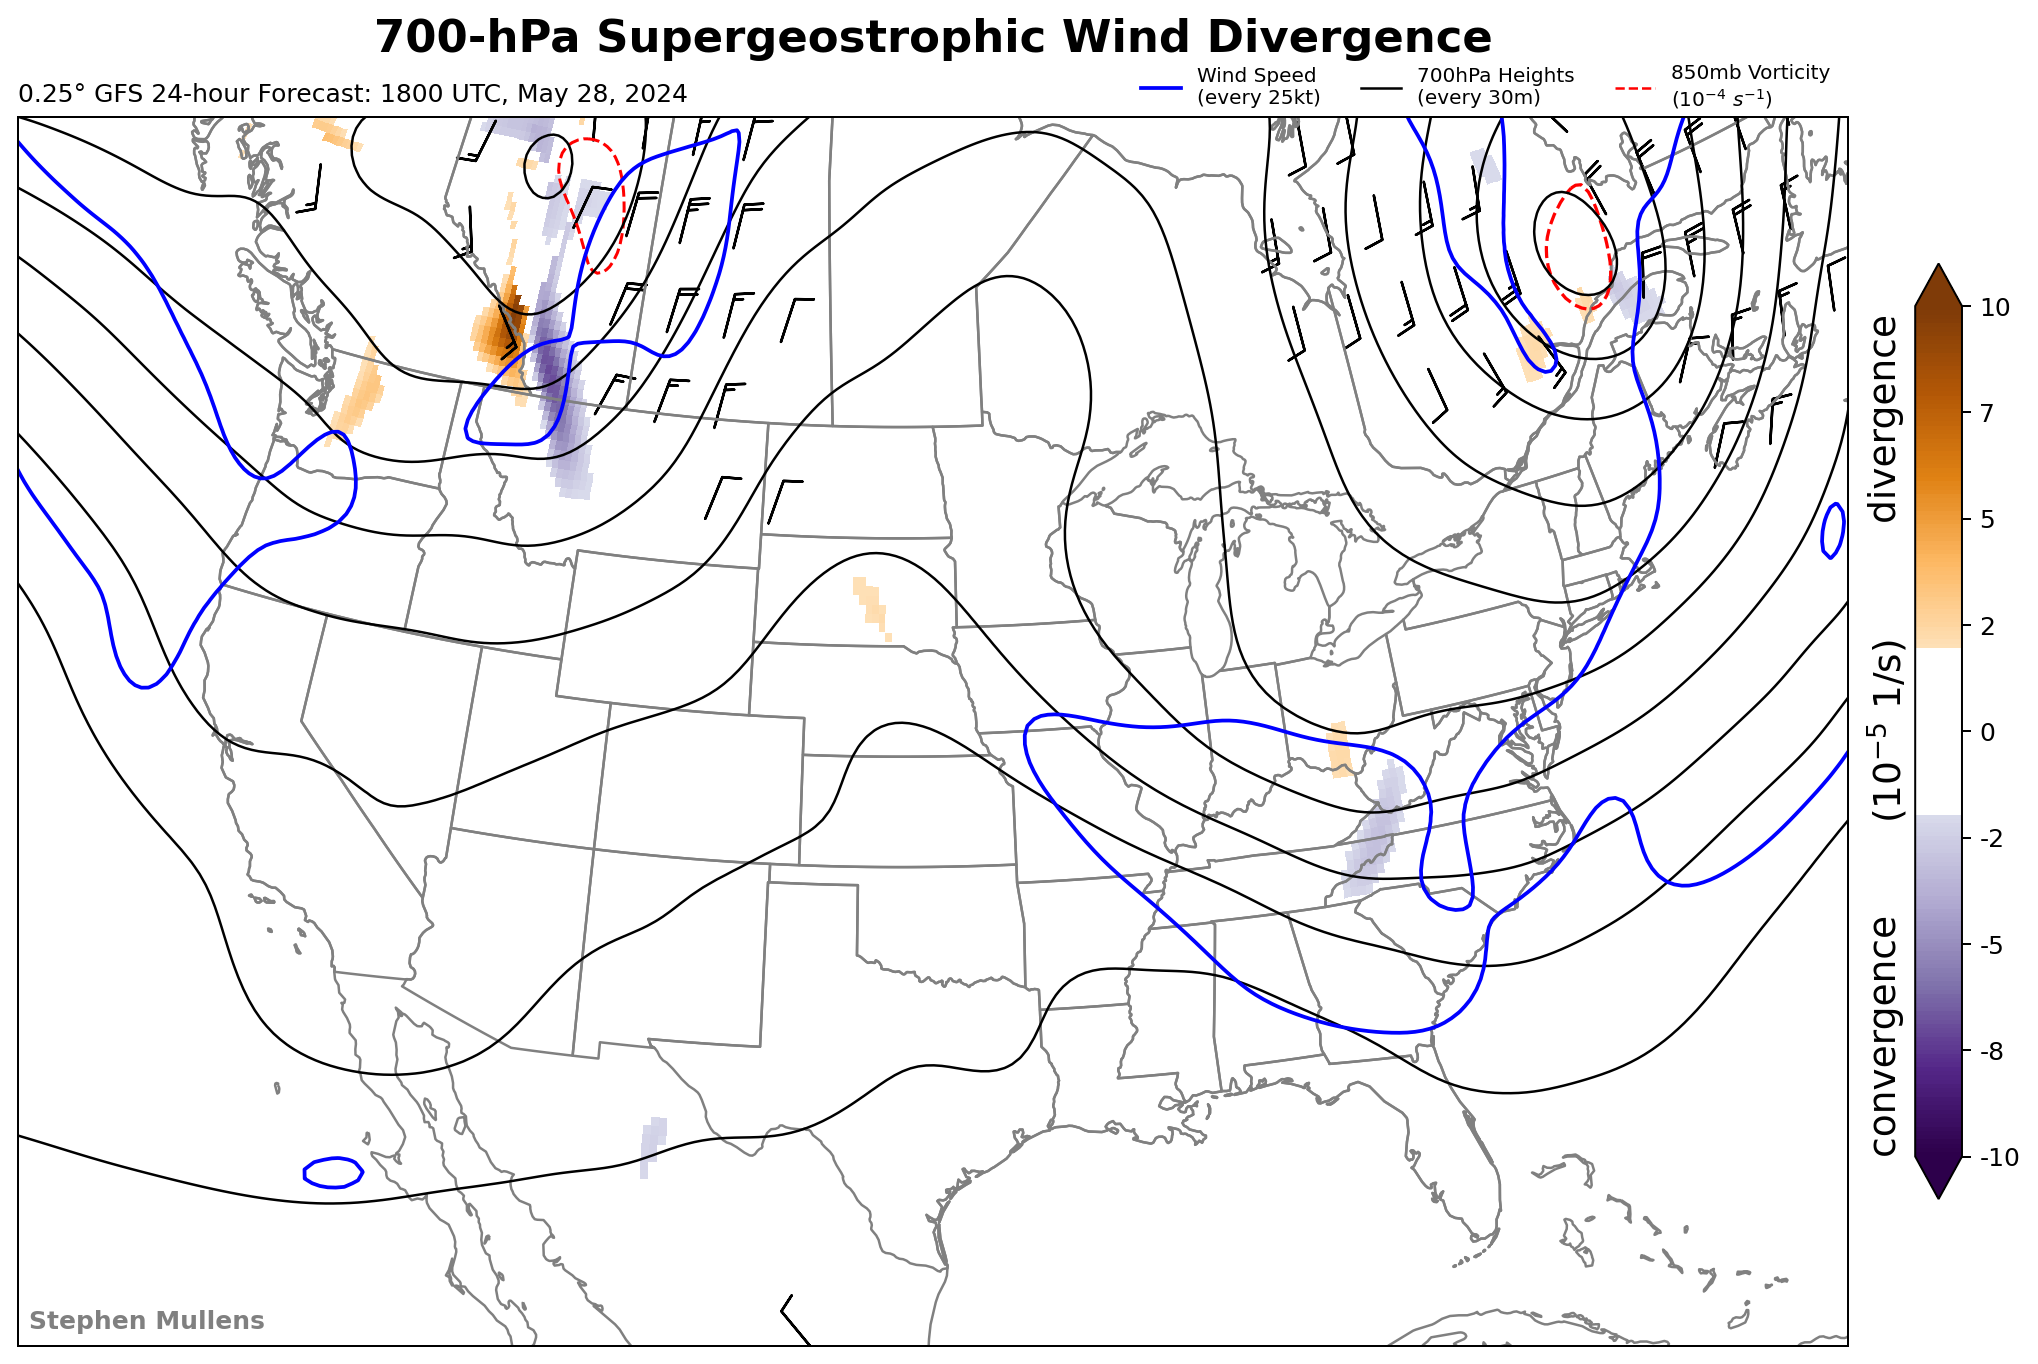 700-hPa Supergeostrophic Wind Divergence
0.25° GFS 24-hour Forecast: 1800 UTC, May 28, 2024
Wind Speed
(every 25kt)
700hPa Heights
(every 30m)
850mb Vorticity
(10⁻⁴ s⁻¹)
10
7
5
2
0
-2
-5
-8
-10
convergence (10⁻⁵ 1/s) divergence
Stephen Mullens